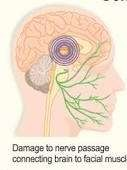 Damage to nerve passage
connecting brain to facial muscl